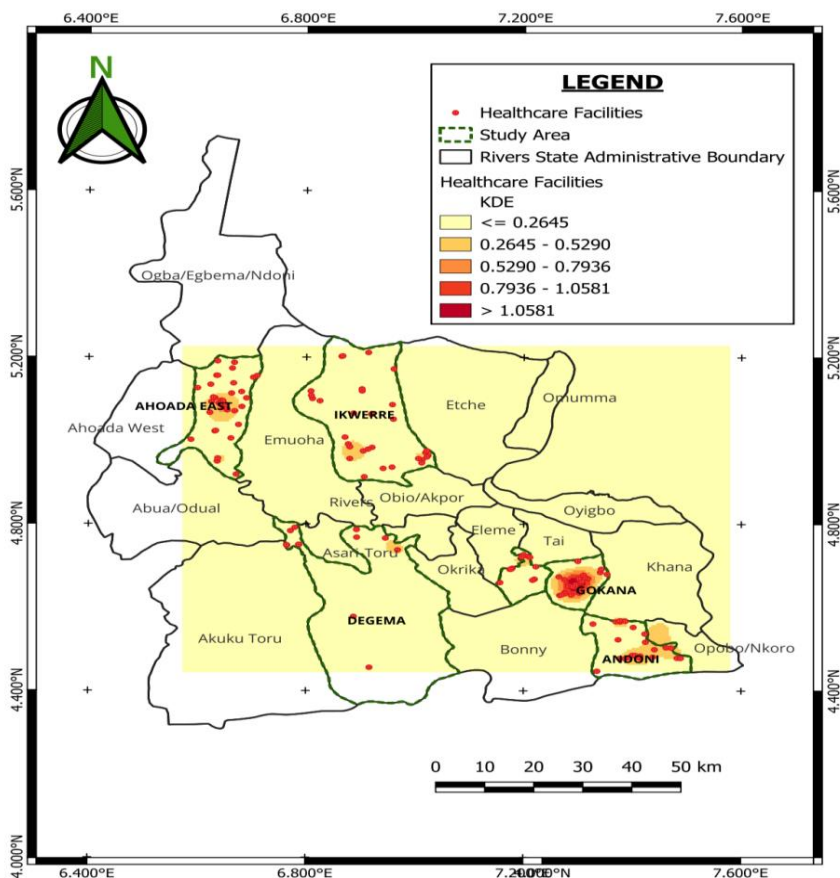 6.400°E 6.800°E 7.200°E 7.600°E
N
LEGEND
Healthcare Facilities
Study Area
Rivers State Administrative Boundary
Healthcare Facilities
KDE
<= 0.2645
0.2645 - 0.5290
0.5290 - 0.7936
0.7936 - 1.0581
> 1.0581
5.600°N 5.600°N
Ogba/Egbema/Ndoni
5.200°N 5.200°N
AHOADA EAST
IKWERRE
Etche
Omumma
Ahoada West
Emuoha
Abua/Odual
Rivers
Obio/Akpor
Oyigbo
4.800°N 4.800°N
Eleme
Tai
Asari Toru
Okrika
Khana
GOKANA
DEGEMA
Akuku Toru
Bonny
ANDONI
Opobo/Nkoro
4.400°N 4.400°N
0 10 20 30 40 50 km
4.000°N 4.000°N
6.400°E 6.800°E 7.200°E 7.600°E